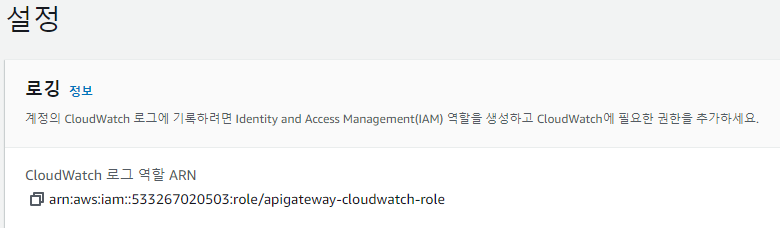 설정
로깅 정보
계정의 CloudWatch 로그에 기록하려면 Identity and Access Management(IAM) 역할을 생성하고 CloudWatch에 필요한 권한을 추가하세요.
CloudWatch 로그 역할 ARN
arn:aws:iam::533267020503:role/apigateway-cloudwatch-role